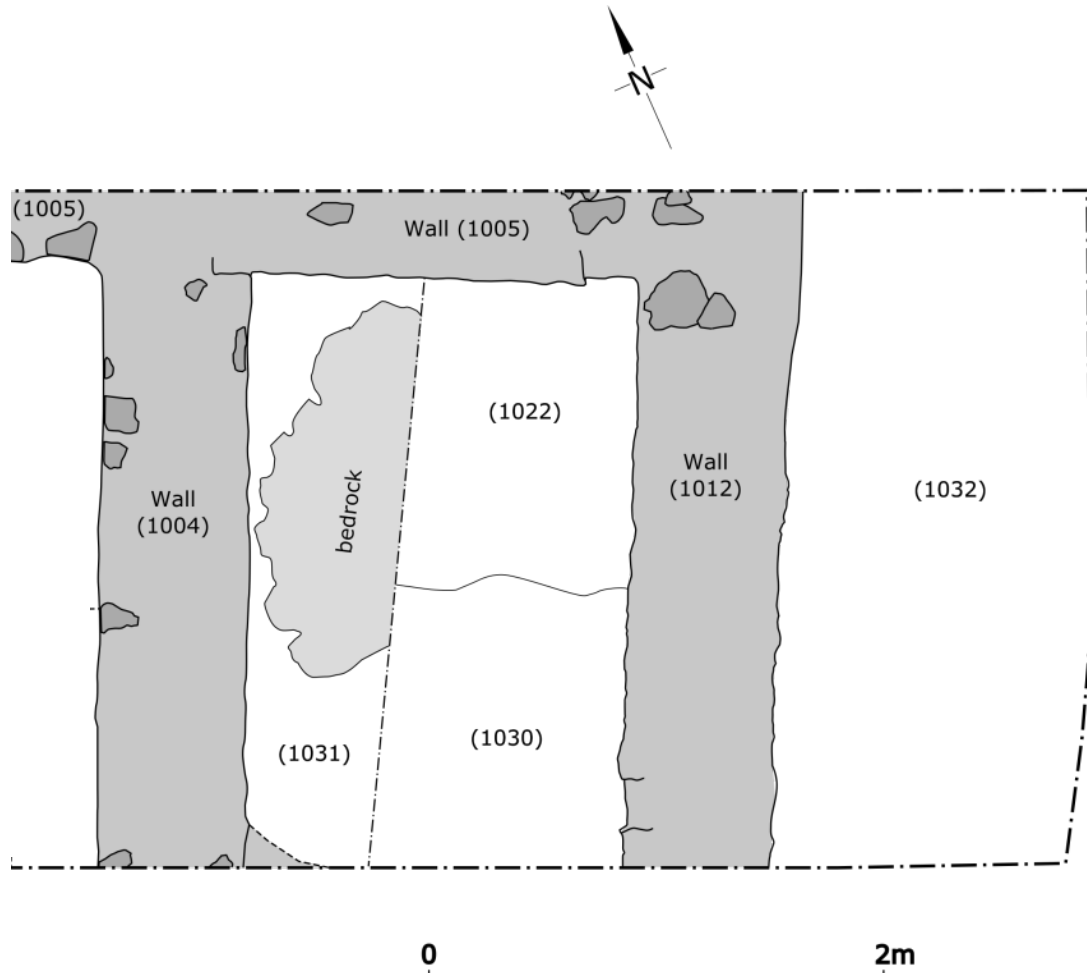 N
(1005)
Wall (1005)
(1022)
Wall
(1012)
(1032)
Wall
(1004)
bedrock
(1031)
(1030)
0
2m